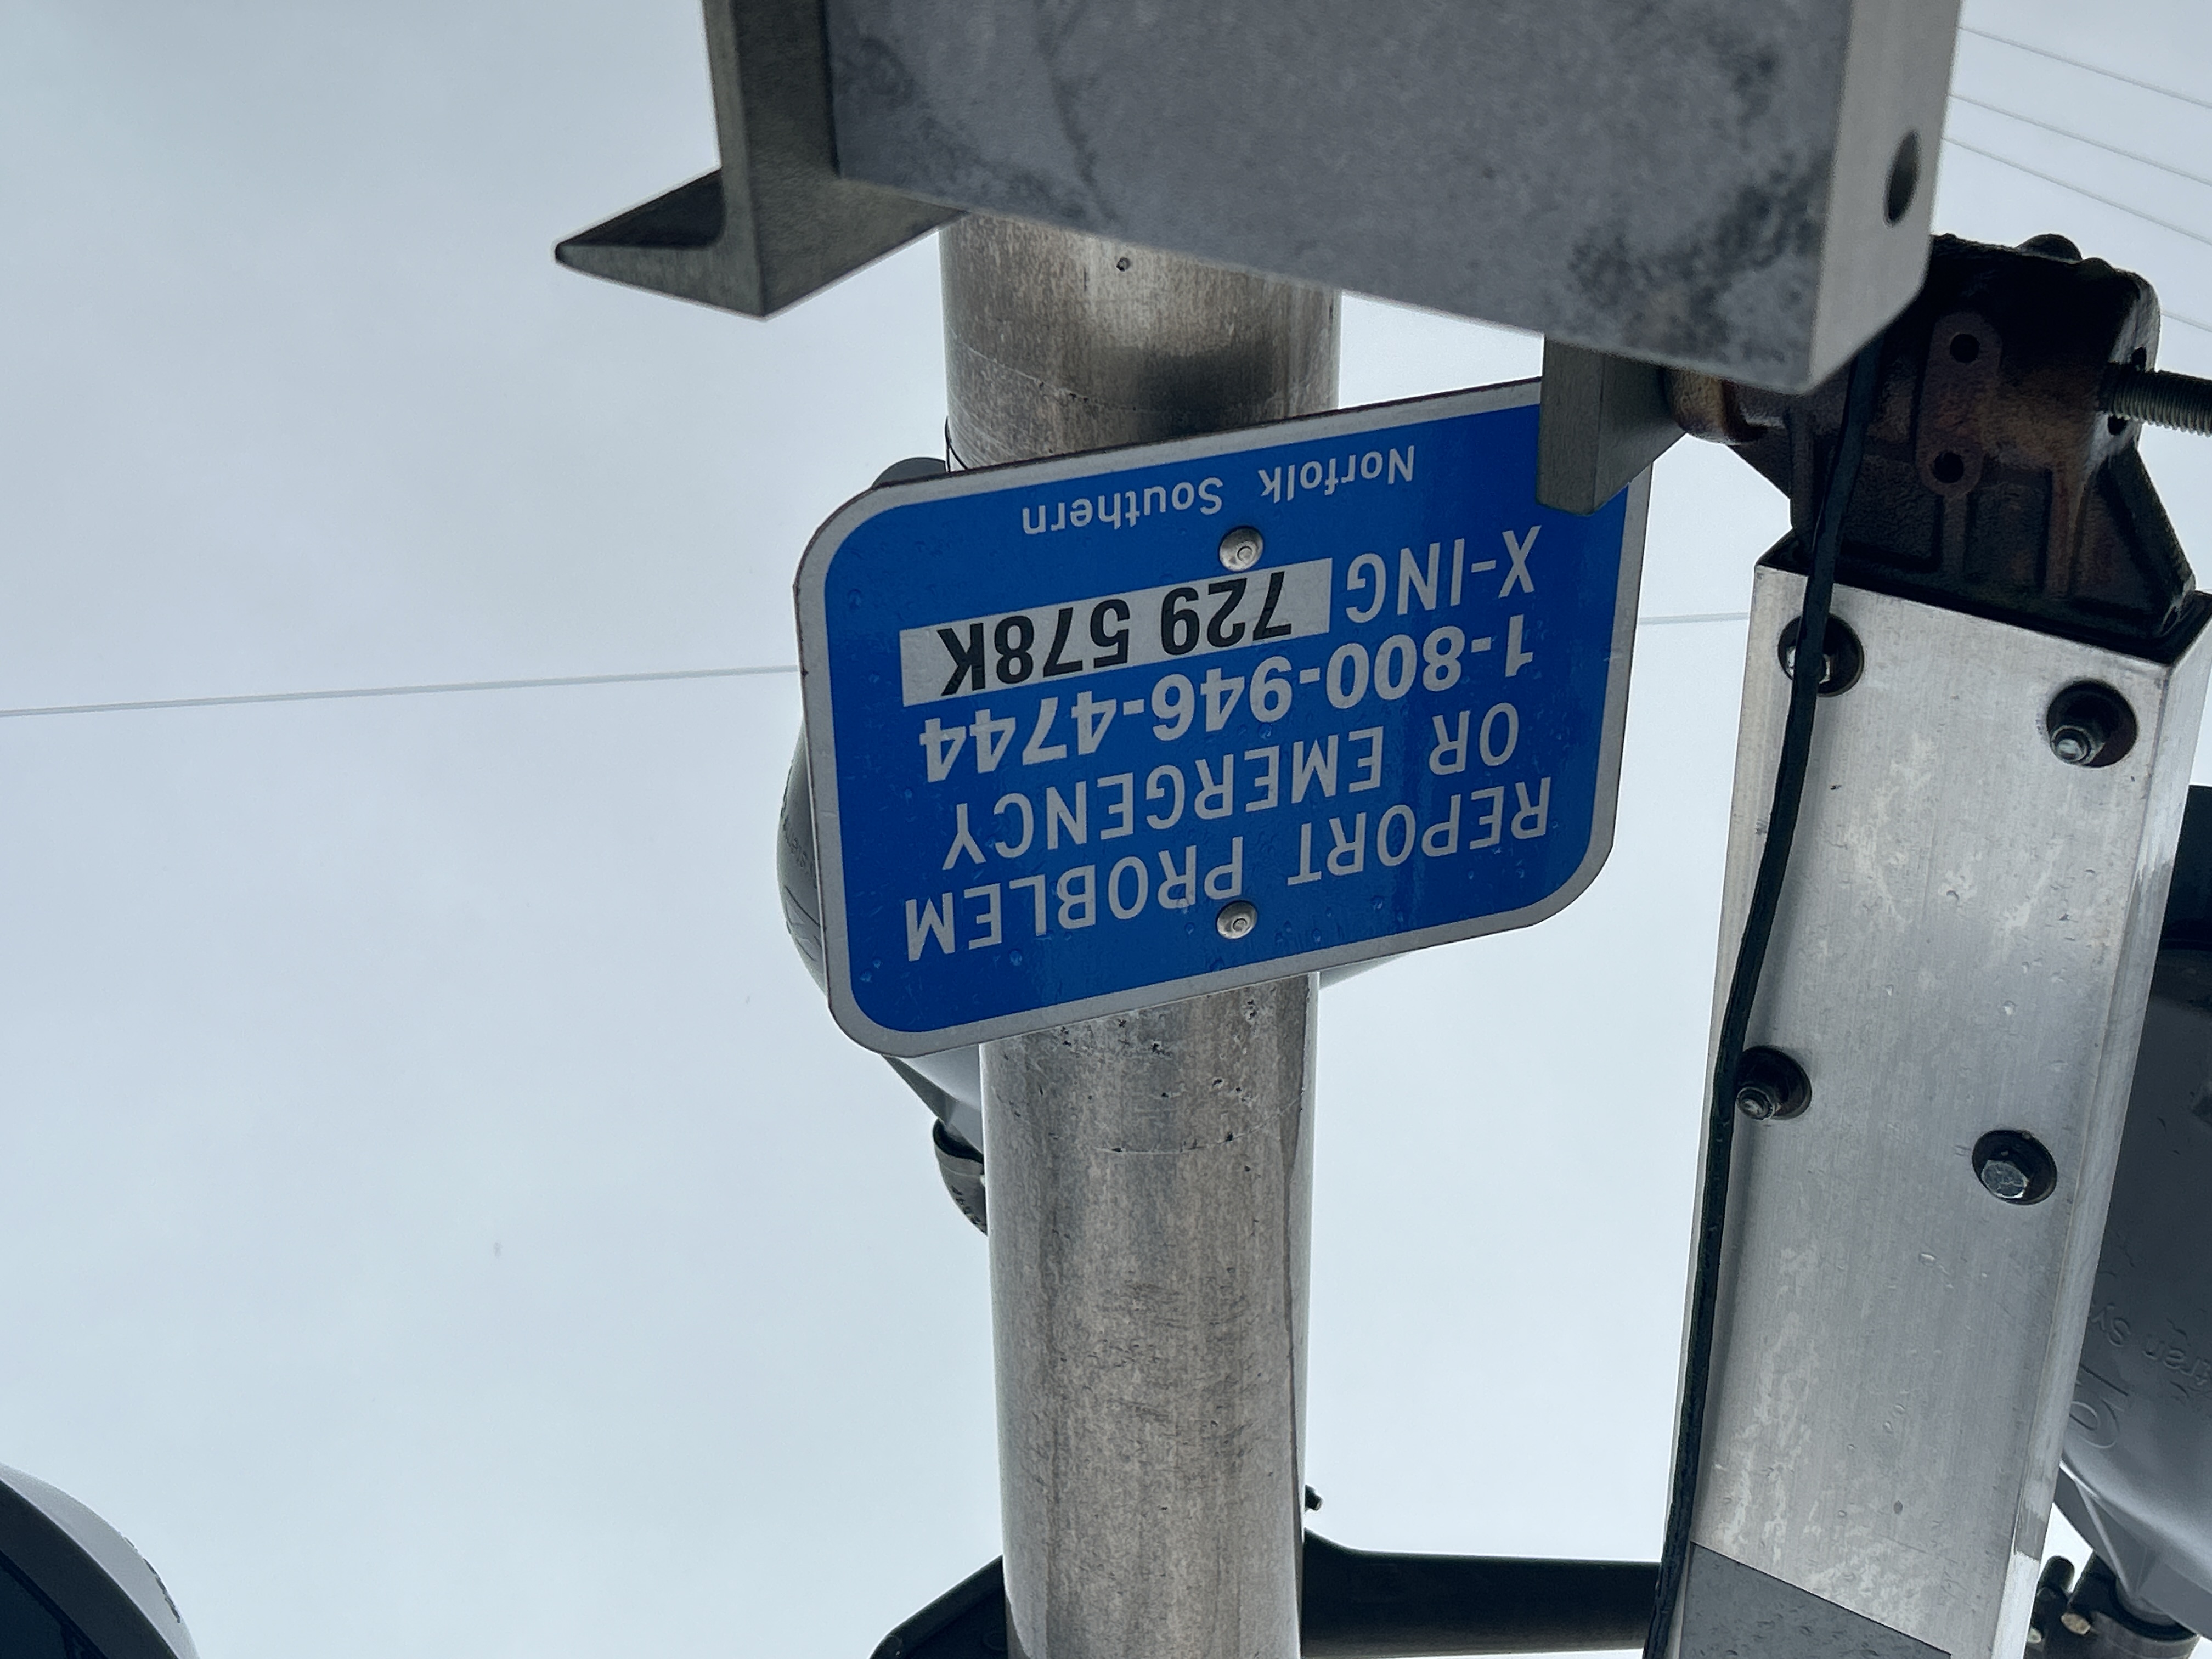 REPORT PROBLEM
OR EMERGENCY
1-800-946-4744
X-ING 729 578K
Norfolk Southern